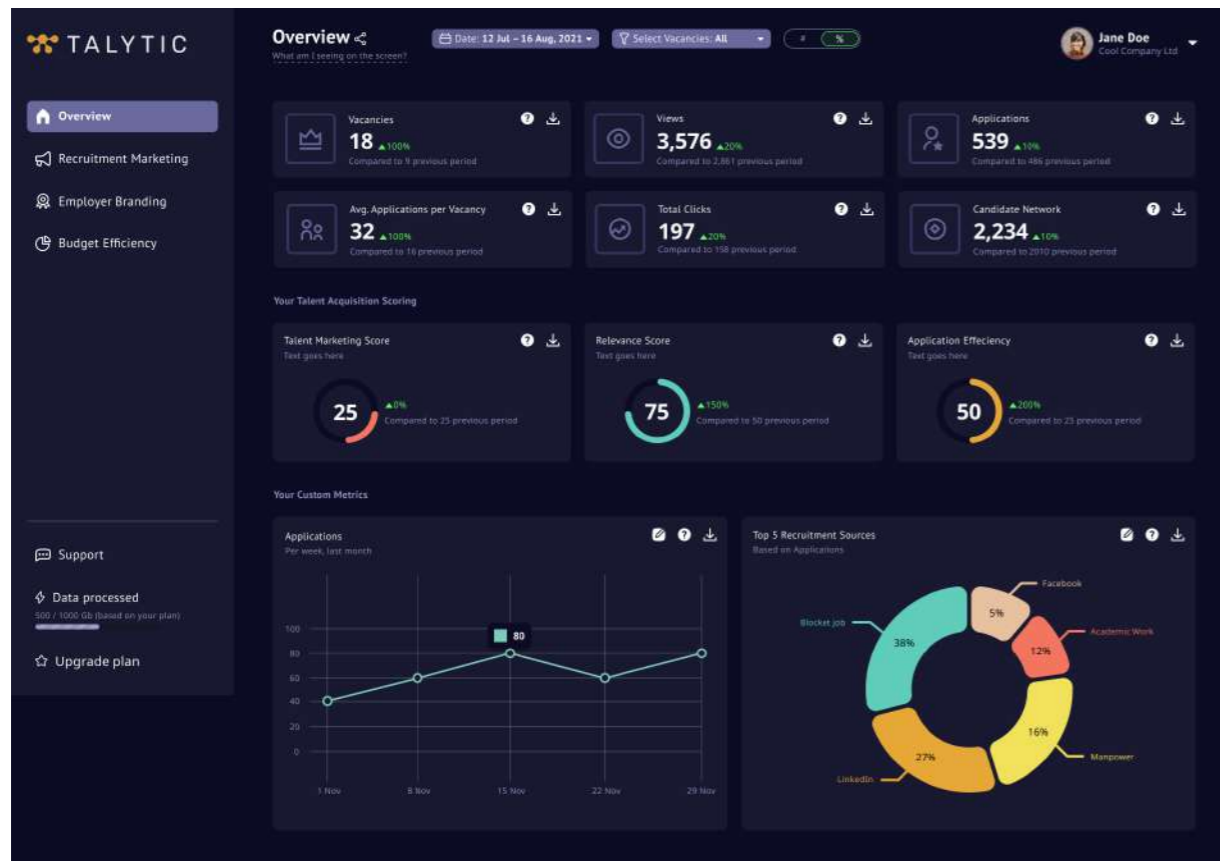 TALYTIC
Overview
What am I seeing on the screen?
Date: 12 Jul – 16 Aug, 2021
Select Vacancies: All
# %
Jane Doe
Cool Company Ltd
Overview
Recruitment Marketing
Employer Branding
Budget Efficiency
Support
Data processed
500 / 1000 Gb (based on your plan)
Upgrade plan
Vacancies
18 ▲100%
Compared to 9 previous period
Views
3,576 ▲20%
Compared to 2,861 previous period
Applications
539 ▲10%
Compared to 486 previous period
Avg. Applications per Vacancy
32 ▲100%
Compared to 16 previous period
Total Clicks
197 ▲20%
Compared to 158 previous period
Candidate Network
2,234 ▲10%
Compared to 2010 previous period
Your Talent Acquisition Scoring
Talent Marketing Score
Text goes here
25
▲0%
Compared to 25 previous period
Relevance Score
Text goes here
75
▲150%
Compared to 50 previous period
Application Effeciency
Text goes here
50
▲200%
Compared to 25 previous period
Your Custom Metrics
Applications
Per week, last month
80
100
80
60
40
20
0
1 Nov
8 Nov
15 Nov
22 Nov
29 Nov
Top 5 Recruitment Sources
Based on Applications
Facebook
5%
Blocket job
38%
Academic Work
12%
16%
Manpower
27%
LinkedIn